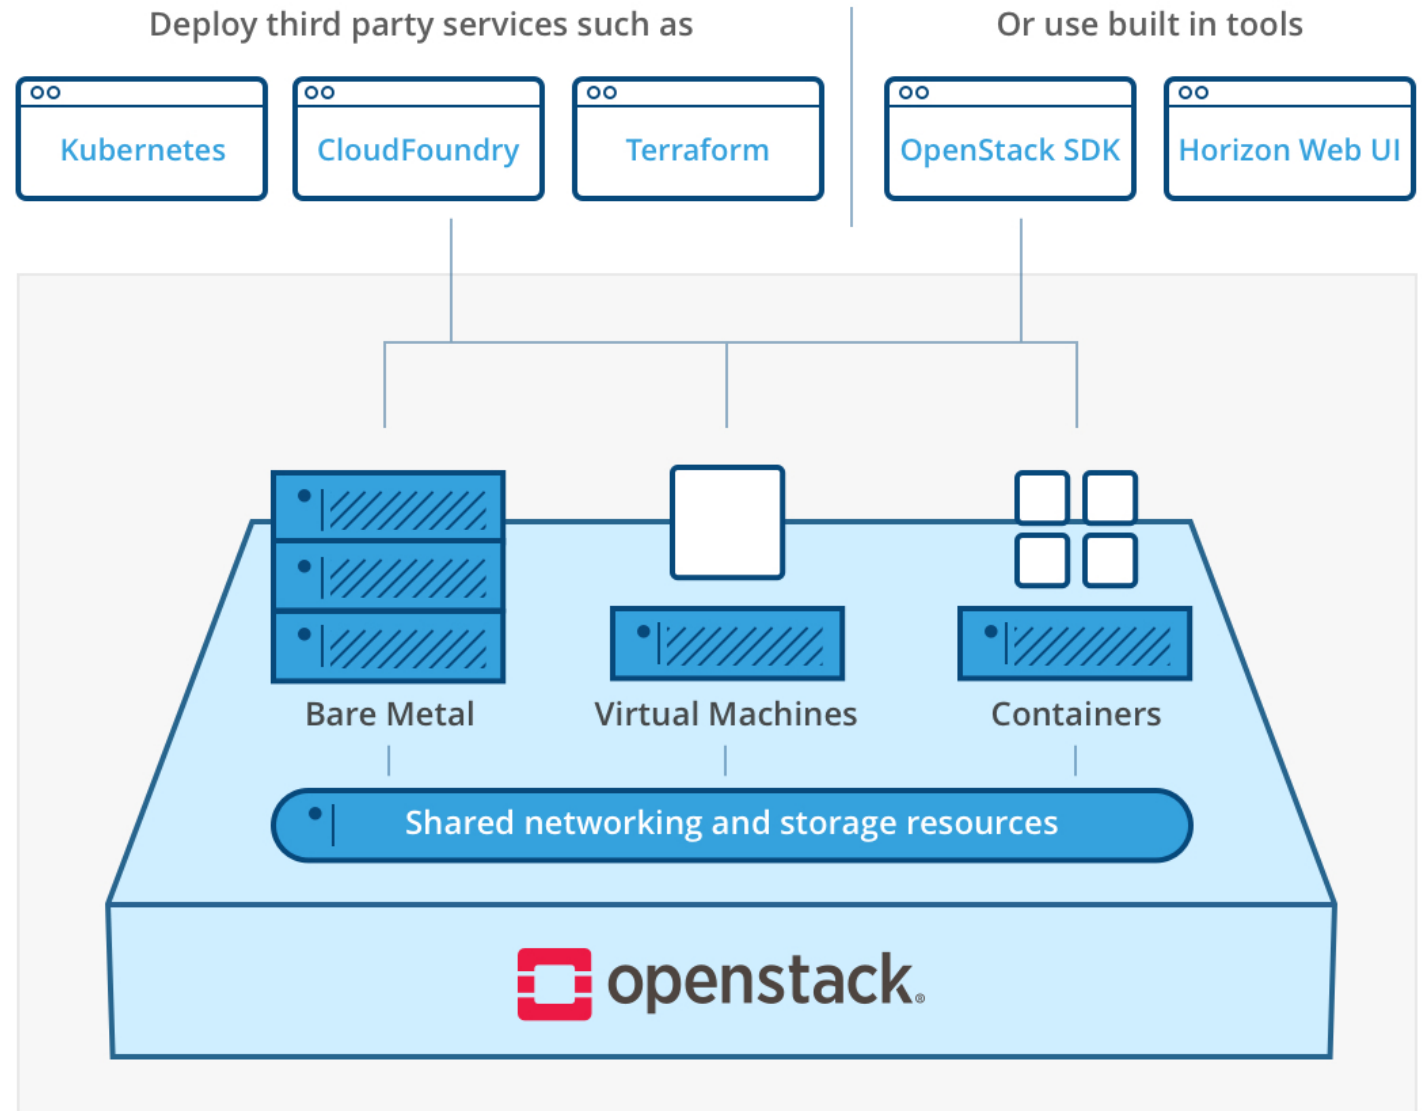 Deploy third party services such as
Or use built in tools
Kubernetes
CloudFoundry
Terraform
OpenStack SDK
Horizon Web UI
Bare Metal
Virtual Machines
Containers
Shared networking and storage resources
openstack®